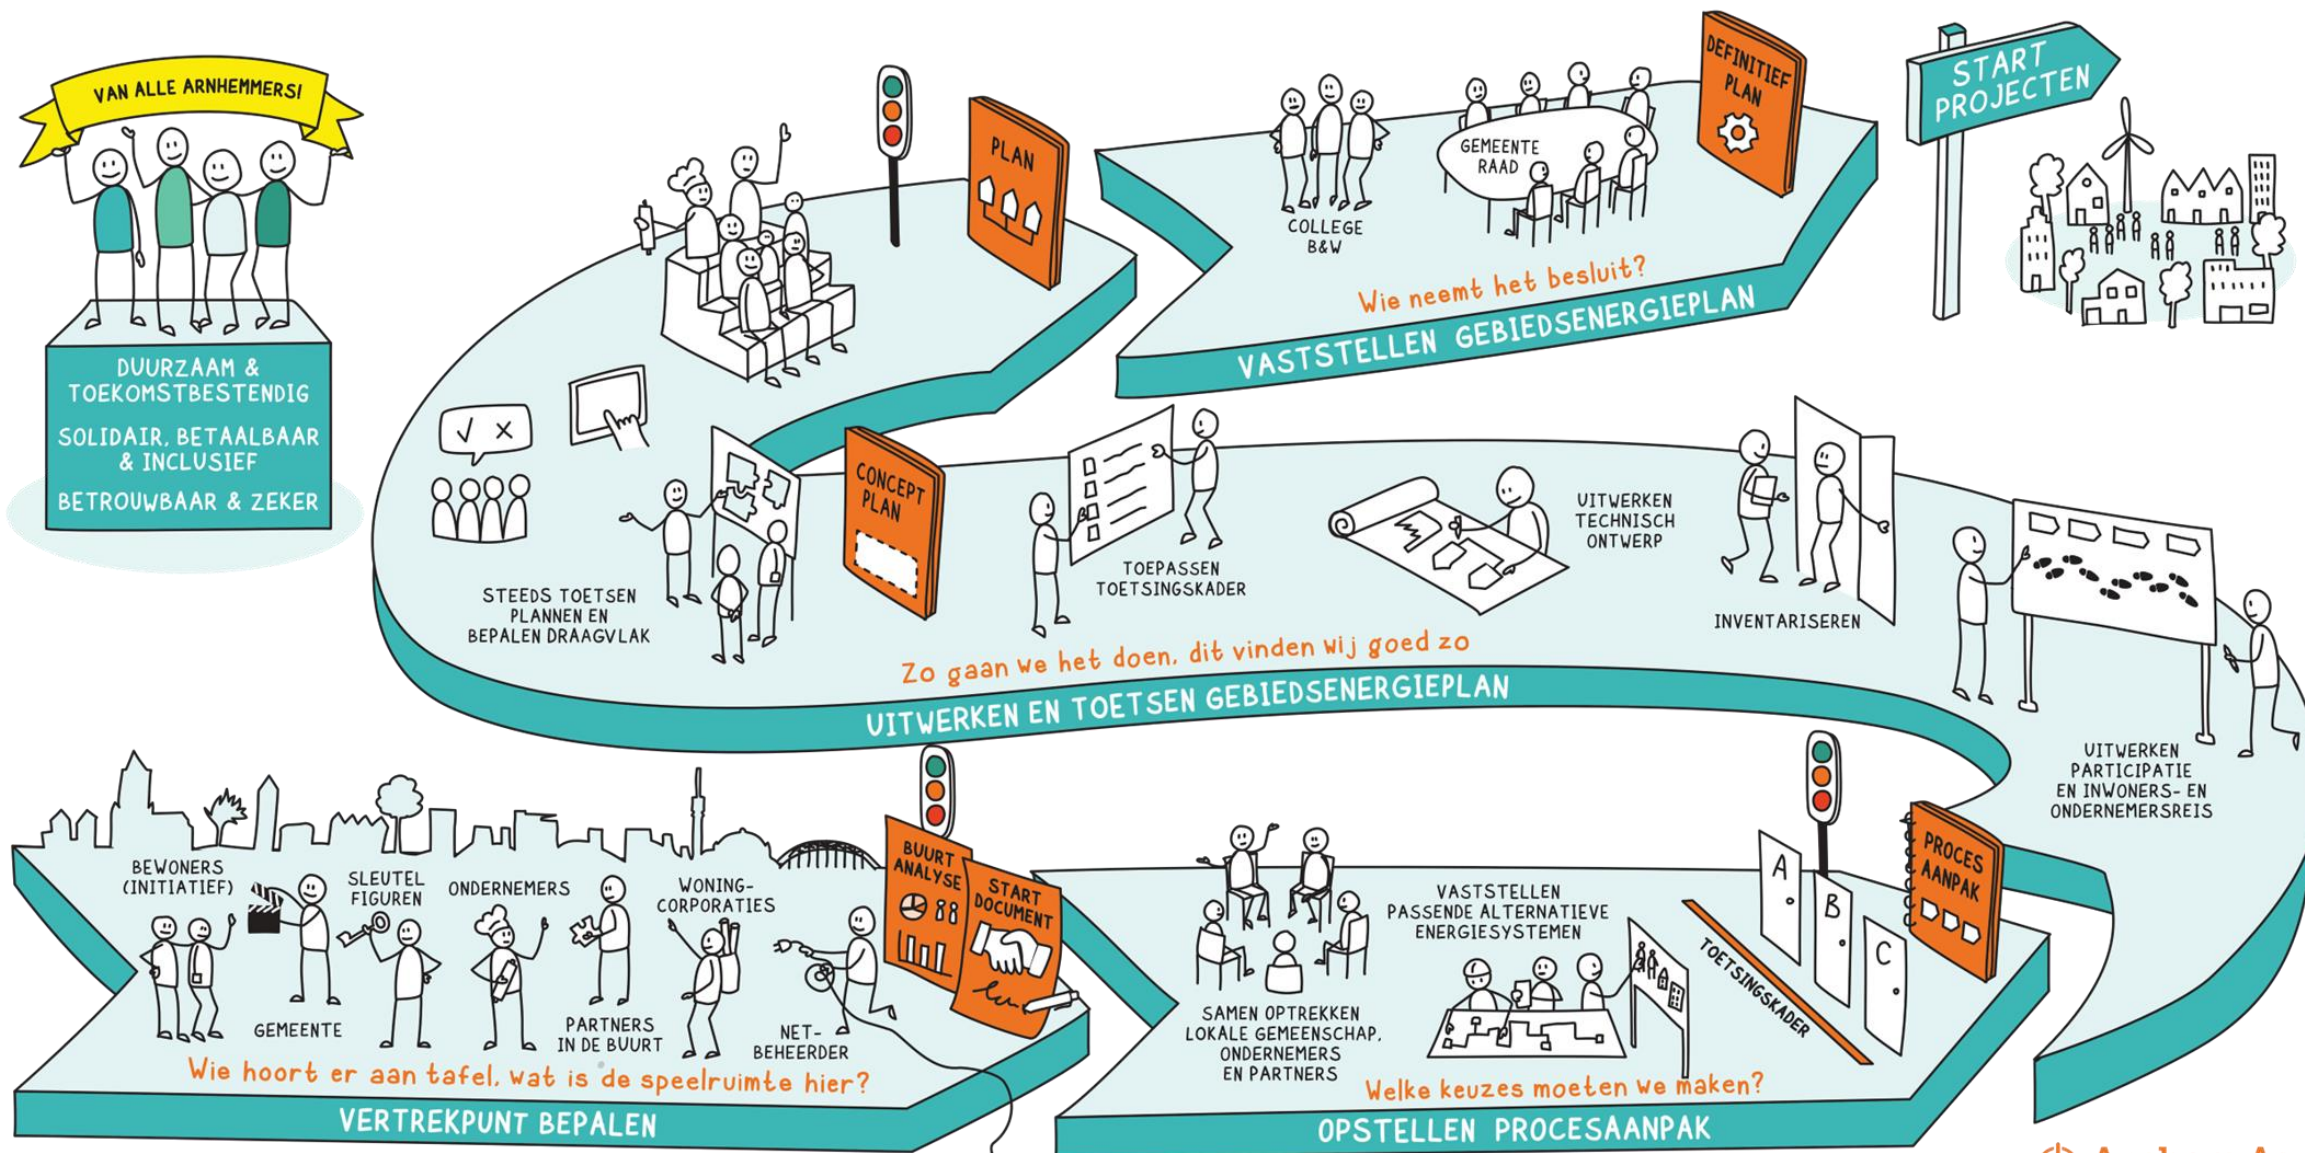 VAN ALLE ARNHEMMERS!
DUURZAAM &
TOEKOMSTBESTENDIG
SOLIDAIR, BETAALBAAR
& INCLUSIEF
BETROUWBAAR & ZEKER
PLAN
COLLEGE
B&W
GEMEENTE
RAAD
DEFINITIEF
PLAN
Wie neemt het besluit?
VASTSTELLEN GEBIEDSENERGIEPLAN
START
PROJECTEN
STEEDS TOETSEN
PLANNEN EN
BEPALEN DRAAGVLAK
CONCEPT
PLAN
TOEPASSEN
TOETSINGSKADER
UITWERKEN
TECHNISCH
ONTWERP
INVENTARISEREN
UITWERKEN
PARTICIPATIE
EN INWONERS- EN
ONDERNEMERSREIS
Zo gaan we het doen, dit vinden wij goed zo
UITWERKEN EN TOETSEN GEBIEDSENERGIEPLAN
BEWONERS
(INITIATIEF)
GEMEENTE
SLEUTEL
FIGUREN
ONDERNEMERS
PARTNERS
IN DE BUURT
WONING-
CORPORATIES
NET-
BEHEERDER
BUURT
ANALYSE
START
DOCUMENT
Wie hoort er aan tafel, wat is de speelruimte hier?
VERTREKPUNT BEPALEN
SAMEN OPTREKKEN
LOKALE GEMEENSCHAP,
ONDERNEMERS
EN PARTNERS
VASTSTELLEN
PASSENDE ALTERNATIEVE
ENERGIESYSTEMEN
TOETSINGSKADER
A
B
C
PROCES
AANPAK
Welke keuzes moeten we maken?
OPSTELLEN PROCESAANPAK